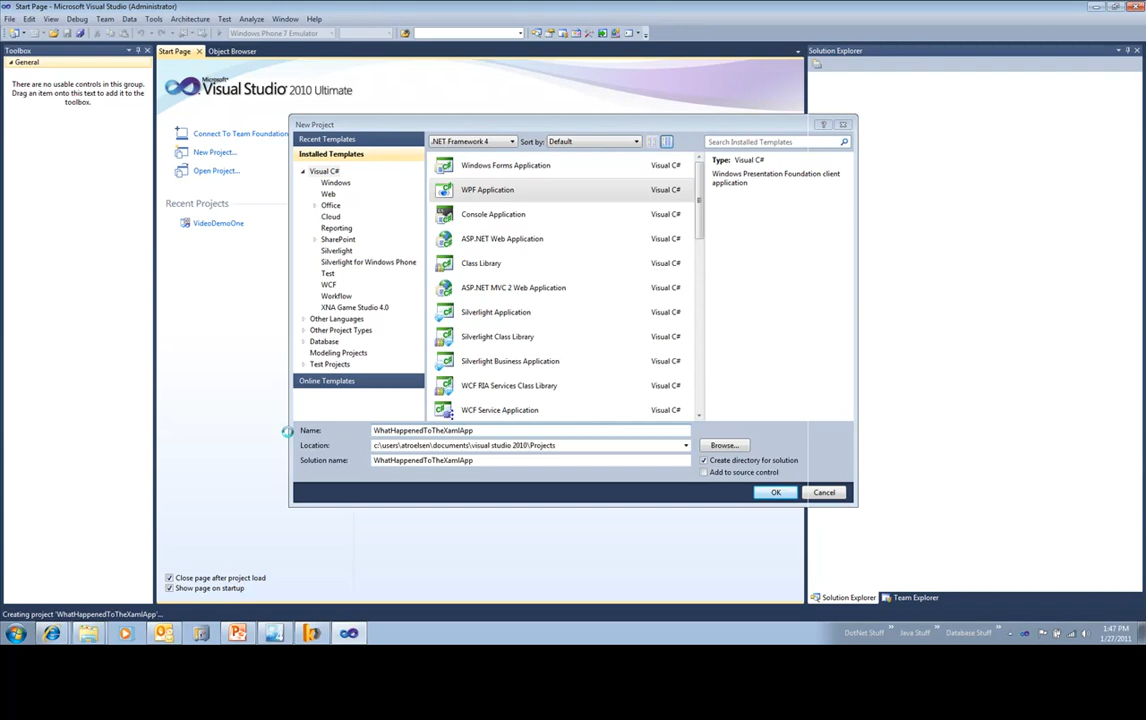 Start Page - Microsoft Visual Studio (Administrator)
File Edit View Debug Team Data Tools Architecture Test Analyze Window Help
Windows Phone 7 Emulator
Toolbox
Start Page
Object Browser
Solution Explorer
General
There are no usable controls in this group.
Drag an item onto this text to add it to the
toolbox.
Microsoft
Visual Studio 2010 Ultimate
Connect To Team Foundation
New Project...
Open Project...
Recent Projects
VideoDemoOne
New Project
Recent Templates
.NET Framework 4
Sort by: Default
Search Installed Templates
Installed Templates
Visual C#
Windows
Web
Office
Cloud
Reporting
SharePoint
Silverlight
Silverlight for Windows Phone
Test
WCF
Workflow
XNA Game Studio 4.0
Other Languages
Other Project Types
Database
Modeling Projects
Test Projects
Online Templates
Windows Forms Application Visual C#
WPF Application Visual C#
Console Application Visual C#
ASP.NET Web Application Visual C#
Class Library Visual C#
ASP.NET MVC 2 Web Application Visual C#
Silverlight Application Visual C#
Silverlight Class Library Visual C#
Silverlight Business Application Visual C#
WCF RIA Services Class Library Visual C#
WCF Service Application Visual C#
Type: Visual C#
Windows Presentation Foundation client
application
Name: WhatHappenedToTheXamlApp
Location: c:\users\atroelsen\documents\visual studio 2010\Projects
Browse...
Solution name: WhatHappenedToTheXamlApp
Create directory for solution
Add to source control
OK
Cancel
Close page after project load
Show page on startup
Solution Explorer
Team Explorer
Creating project 'WhatHappenedToTheXamlApp'...
DotNet Stuff
Java Stuff
Database Stuff
1:47 PM
1/27/2011